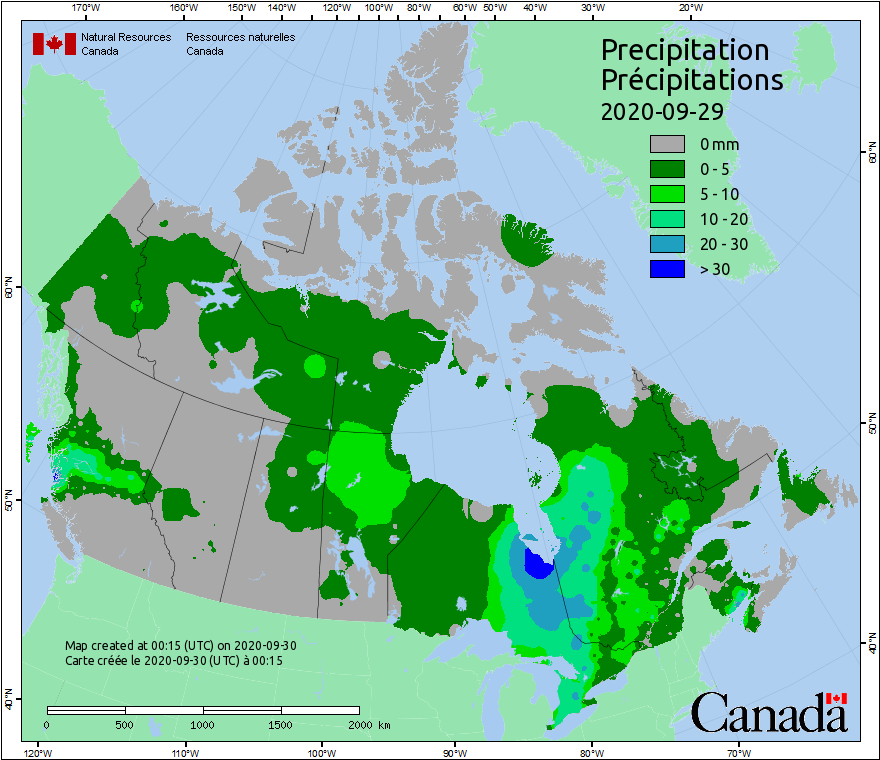 170°W 160°W 150°W 140°W 120°W 100°W 80°W 60°W 50°W 40°W 30°W 20°W
Natural Resources Ressources naturelles
Canada Canada
Precipitation
Précipitations
2020-09-29
0 mm
0 - 5
5 - 10
10 - 20
20 - 30
> 30
60°N
60°N
50°N
50°N
40°N
40°N
Map created at 00:15 (UTC) on 2020-09-30
Carte créée le 2020-09-30 (UTC) à 00:15
0 500 1000 1500 2000 km
Canada
120°W 110°W 100°W 90°W 80°W 70°W